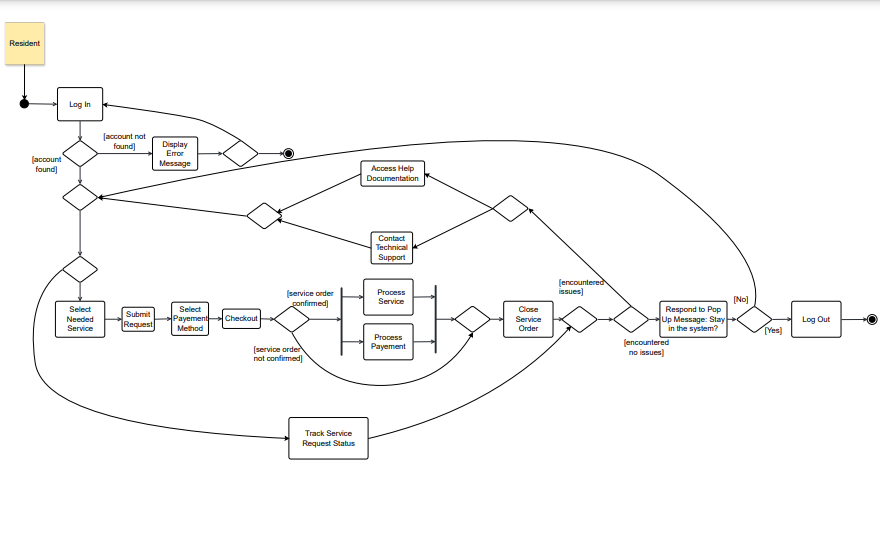 Resident
Log In
[account not
found]
Display
Error
Message
[account
found]
Access Help
Documentation
Contact
Technical
Support
[encountered
issues]
[service order
confirmed]
Process
Service
Select
Needed
Service
Submit
Request
Select
Payment
Method
Checkout
[service order
not confirmed]
Process
Payment
Close
Service
Order
[encountered
no issues]
Respond to Pop
Up Message: Stay
in the system?
[No]
[Yes]
Log Out
Track Service
Request Status